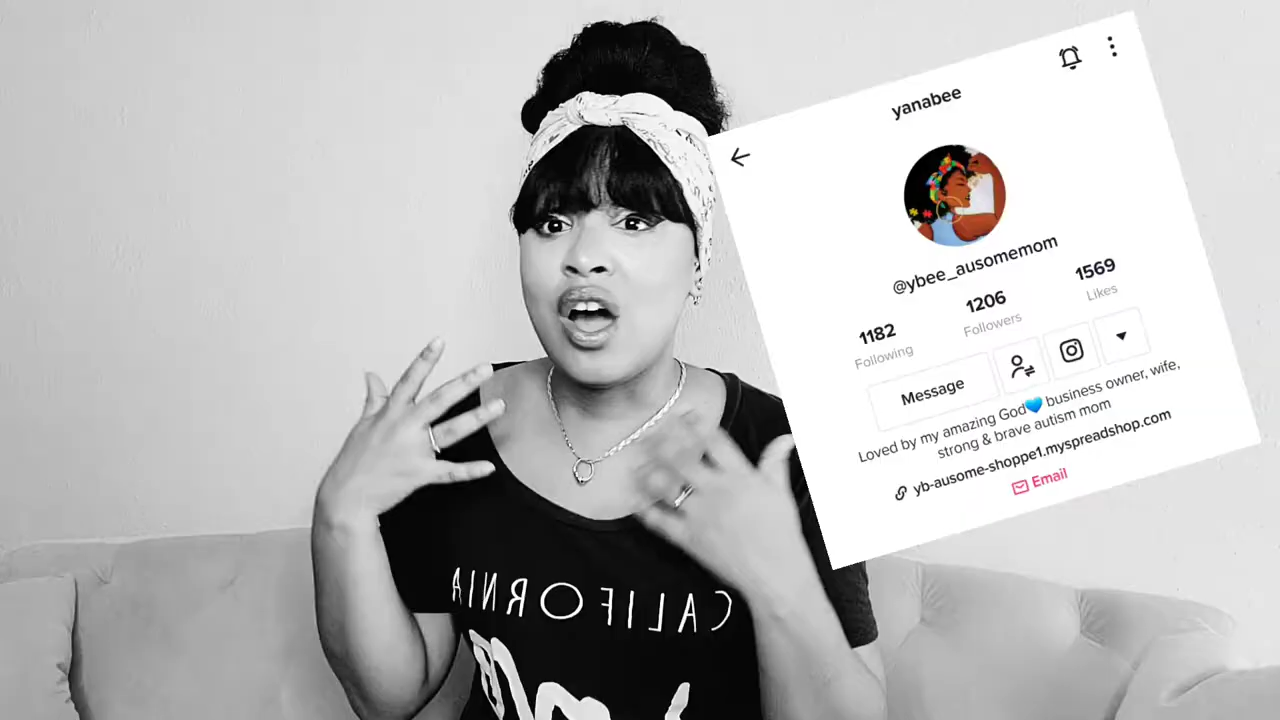 yanabee
@ybee_ausomemom
1182 1206 1569
Following Followers Likes
Message
Loved by my amazing God💙 business owner, wife,
strong & brave autism mom
yb-ausome-shoppe1.myspreadshop.com
Email
CALIFORNIA